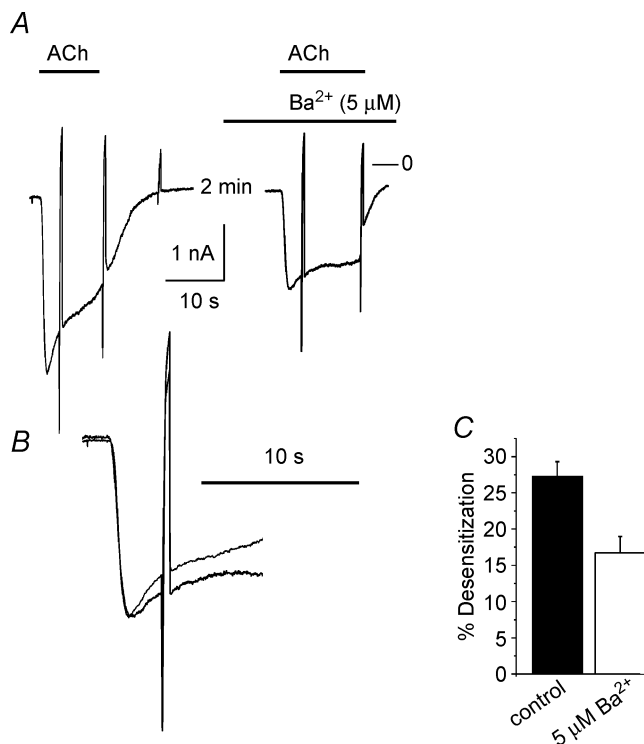 A
ACh
ACh
Ba²⁺ (5 μM)
0
2 min
1 nA
10 s
B
10 s
C
% Desensitization
30
25
20
15
10
5
0
control
5 μM Ba²⁺